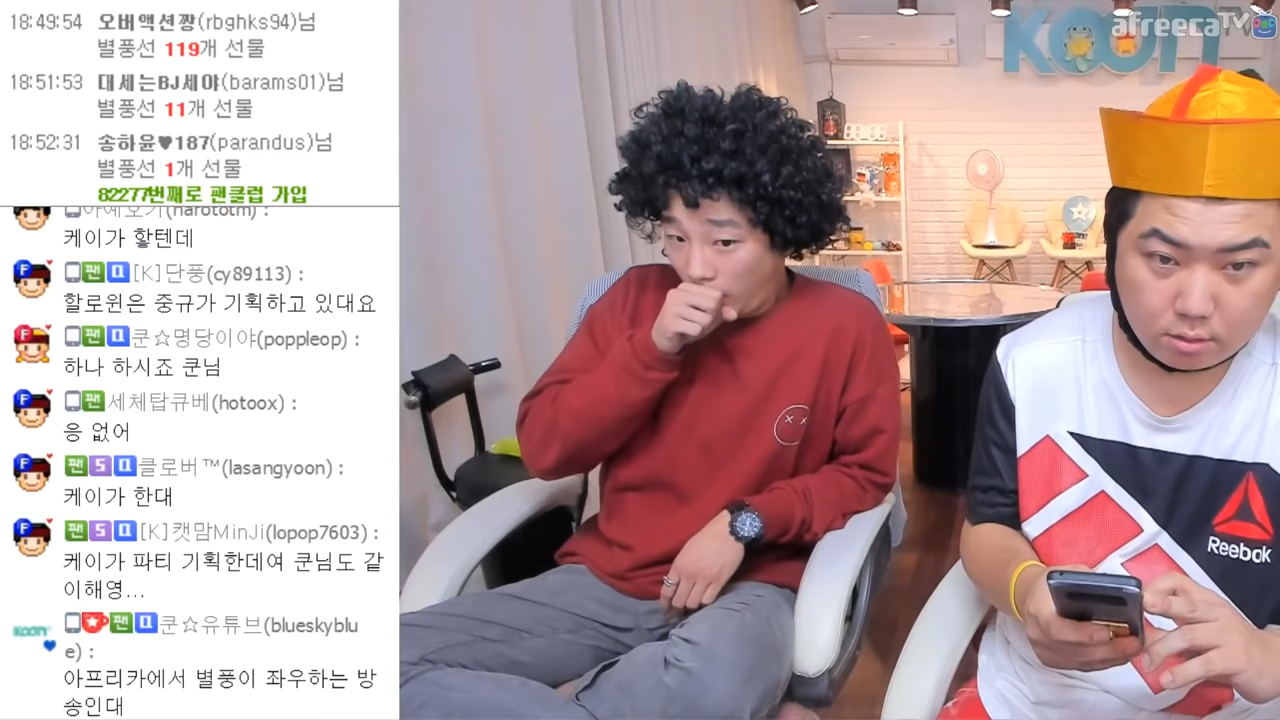 18:49:54 오버액션짱(rbghks94)님
별풍선 119개 선물
18:51:53 대세는BJ세야(barams01)님
별풍선 11개 선물
18:52:31 송하윤♥187(parandus)님
별풍선 1개 선물
82277번째로 팬클럽 가입
케이가 핥텐데
팬 [K]단풍(cy89113) :
할로윈은 중규가 기획하고 있대요
팬 쿤☆명당이야(poppleop) :
하나 하시죠 쿤님
팬 세체탑큐베(hotoox) :
응 없어
팬 S 클로버™(lasangyoon) :
케이가 한대
팬 S [K]캣맘MinJi(lopop7603) :
케이가 파티 기획한데여 쿤님도 같
이해영...
팬 쿤☆유튜브(blueskyblu
e) :
아프리카에서 별풍이 좌우하는 방
송인대
KOOn
afreecaTV
Reebok